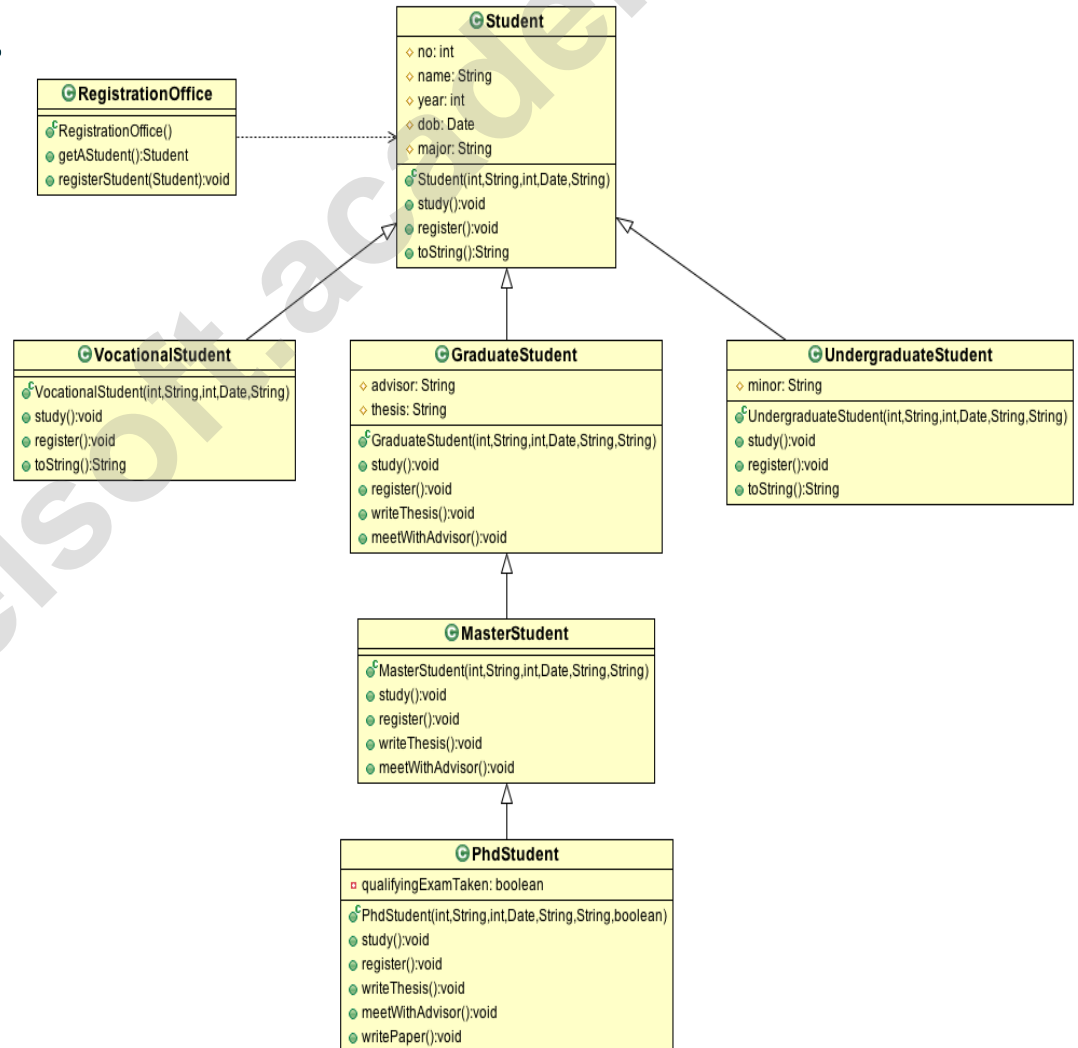 Student
no: int
name: String
year: int
dob: Date
major: String
Student(int,String,int,Date,String)
study():void
register():void
toString():String
RegistrationOffice
RegistrationOffice()
getAStudent():Student
registerStudent(Student):void
VocationalStudent
VocationalStudent(int,String,int,Date,String)
study():void
register():void
toString():String
GraduateStudent
advisor: String
thesis: String
GraduateStudent(int,String,int,Date,String,String)
study():void
register():void
writeThesis():void
meetWithAdvisor():void
UndergraduateStudent
minor: String
UndergraduateStudent(int,String,int,Date,String,String)
study():void
register():void
toString():String
MasterStudent
MasterStudent(int,String,int,Date,String,String)
study():void
register():void
writeThesis():void
meetWithAdvisor():void
PhdStudent
qualifyingExamTaken: boolean
PhdStudent(int,String,int,Date,String,String,boolean)
study():void
register():void
writeThesis():void
meetWithAdvisor():void
writePaper():void